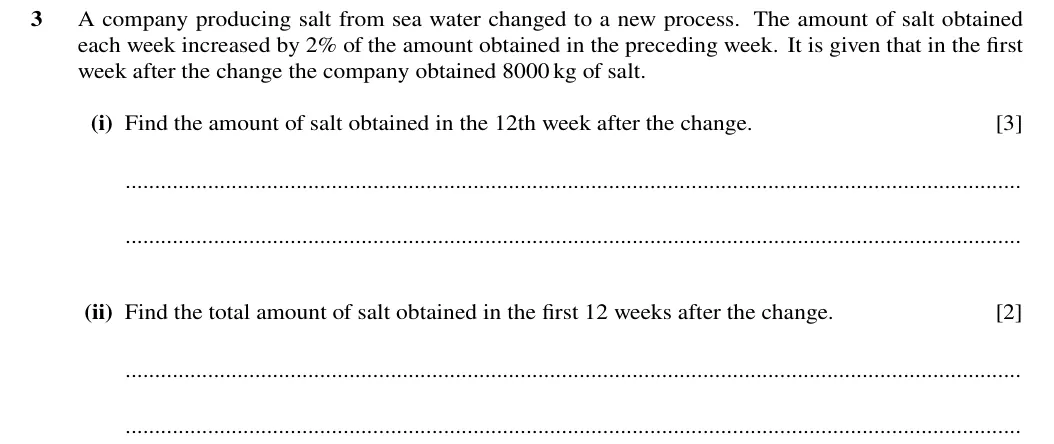 3 A company producing salt from sea water changed to a new process. The amount of salt obtained
each week increased by 2% of the amount obtained in the preceding week. It is given that in the first
week after the change the company obtained 8000 kg of salt.
(i) Find the amount of salt obtained in the 12th week after the change. [3]
(ii) Find the total amount of salt obtained in the first 12 weeks after the change. [2]